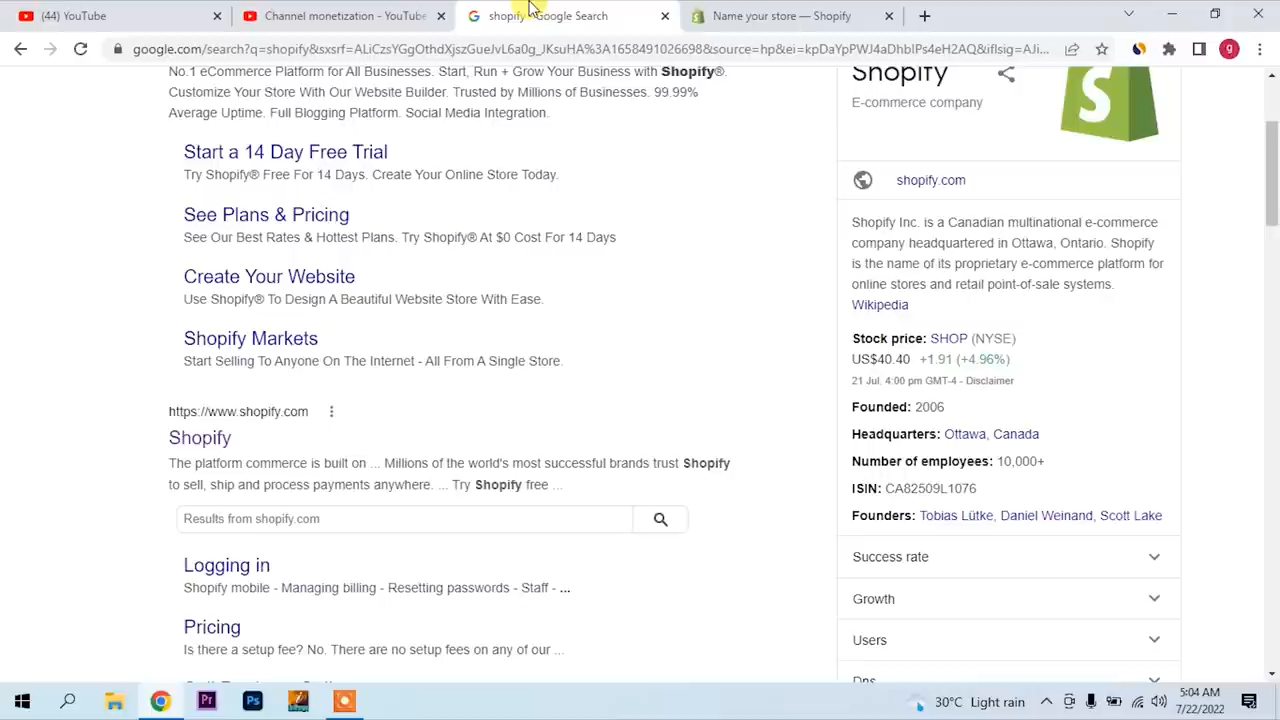 (44) YouTube
Channel monetization - YouTube
shopify - Google Search
Name your store — Shopify
google.com/search?q=shopify&sxsrf=ALiCzsYGgOthdXjszGueJvL6a0g_JKsuHA%3A1658491026698&source=hp&ei=kpDaYpPWJ4aDhbIPs4eH2AQ&iflsig=AJi...
No.1 eCommerce Platform for All Businesses. Start, Run + Grow Your Business with Shopify®.
Customize Your Store With Our Website Builder. Trusted by Millions of Businesses. 99.99%
Average Uptime. Full Blogging Platform. Social Media Integration.
Start a 14 Day Free Trial
Try Shopify® Free For 14 Days. Create Your Online Store Today.
See Plans & Pricing
See Our Best Rates & Hottest Plans. Try Shopify® At $0 Cost For 14 Days
Create Your Website
Use Shopify® To Design A Beautiful Website Store With Ease.
Shopify Markets
Start Selling To Anyone On The Internet - All From A Single Store.
https://www.shopify.com
Shopify
The platform commerce is built on ... Millions of the world's most successful brands trust Shopify
to sell, ship and process payments anywhere. ... Try Shopify free ...
Results from shopify.com
Logging in
Shopify mobile - Managing billing - Resetting passwords - Staff - ...
Pricing
Is there a setup fee? No. There are no setup fees on any of our ...
Shopify
E-commerce company
shopify.com
Shopify Inc. is a Canadian multinational e-commerce
company headquartered in Ottawa, Ontario. Shopify
is the name of its proprietary e-commerce platform for
online stores and retail point-of-sale systems.
Wikipedia
Stock price: SHOP (NYSE)
US$40.40 +1.91 (+4.96%)
21 Jul, 4:00 pm GMT-4 - Disclaimer
Founded: 2006
Headquarters: Ottawa, Canada
Number of employees: 10,000+
ISIN: CA82509L1076
Founders: Tobias Lütke, Daniel Weinand, Scott Lake
Success rate
Growth
Users
Dns
30°C Light rain
5:04 AM
7/22/2022